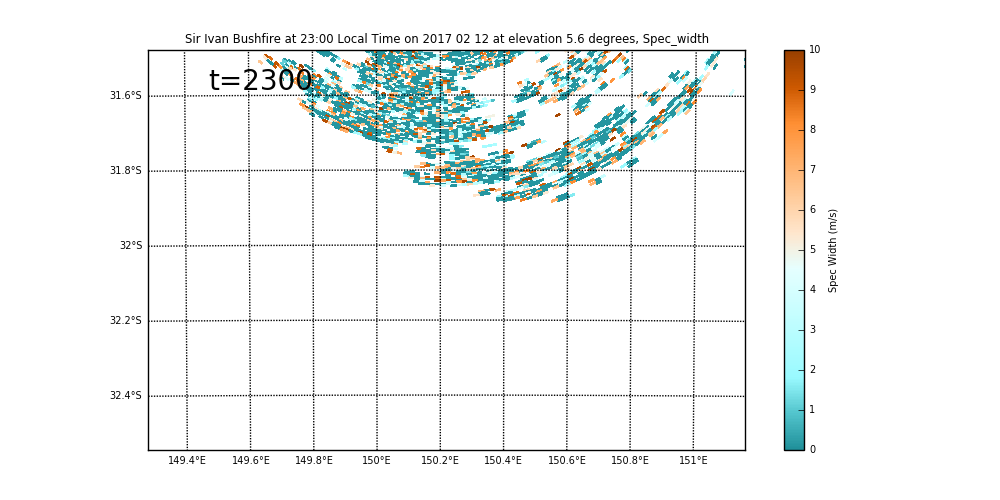 Sir Ivan Bushfire at 23:00 Local Time on 2017 02 12 at elevation 5.6 degrees, Spec_width
t=2300
31.6°S
31.8°S
32°S
32.2°S
32.4°S
149.4°E 149.6°E 149.8°E 150°E 150.2°E 150.4°E 150.6°E 150.8°E 151°E
10
9
8
7
6
5
4
3
2
1
0
Spec Width (m/s)